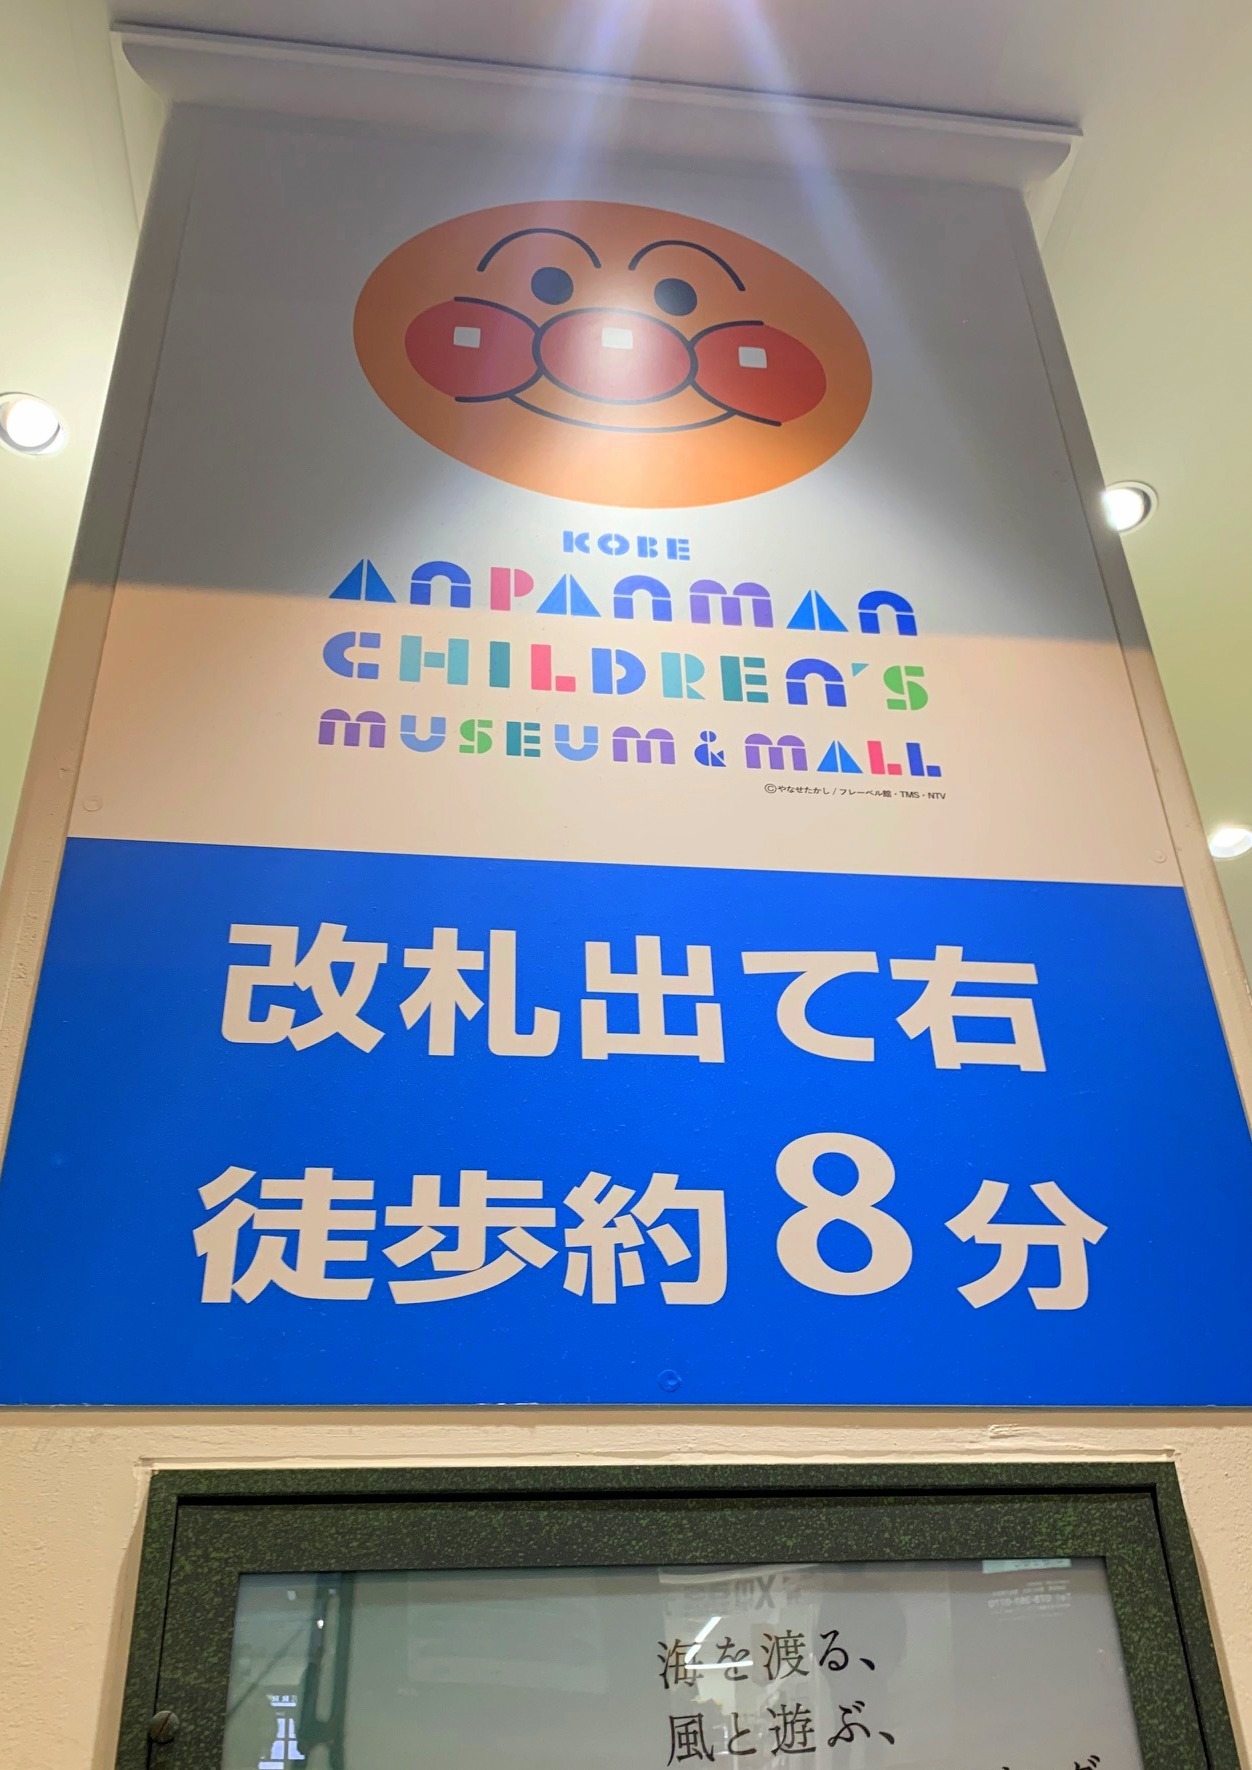 KOBE
ANPANMAN
CHILDREN'S
MUSEUM & MALL
©やなせたかし / フレーベル館・TMS・NTV
改札出て右
徒歩約8分
海を渡る、
風と遊ぶ、